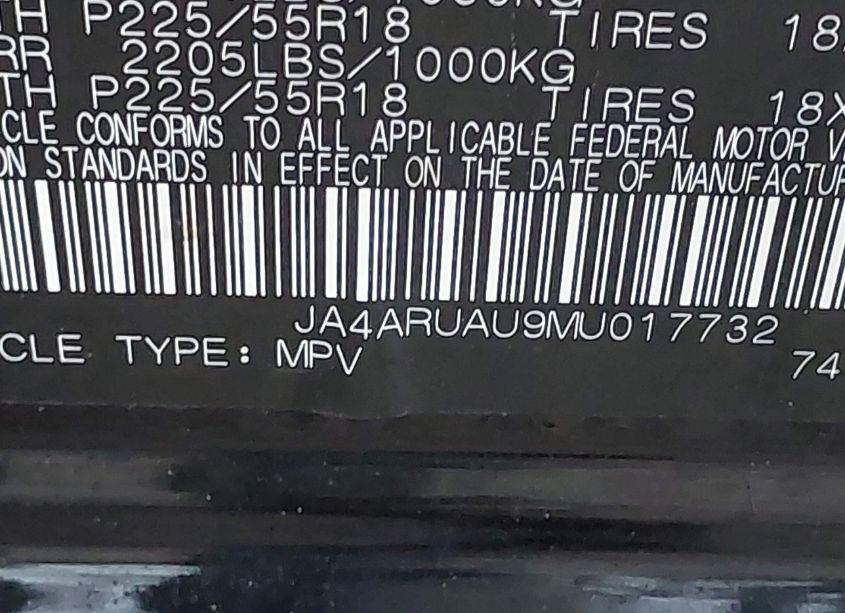 TH P225/55R18 TIRES 18
RR 2205LBS/1000KG
TH P225/55R18 TIRES 18X
CLE CONFORMS TO ALL APPLICABLE FEDERAL MOTOR V
ON STANDARDS IN EFFECT ON THE DATE OF MANUFACTUR
JA4ARUAU9MU017732
CLE TYPE: MPV 74